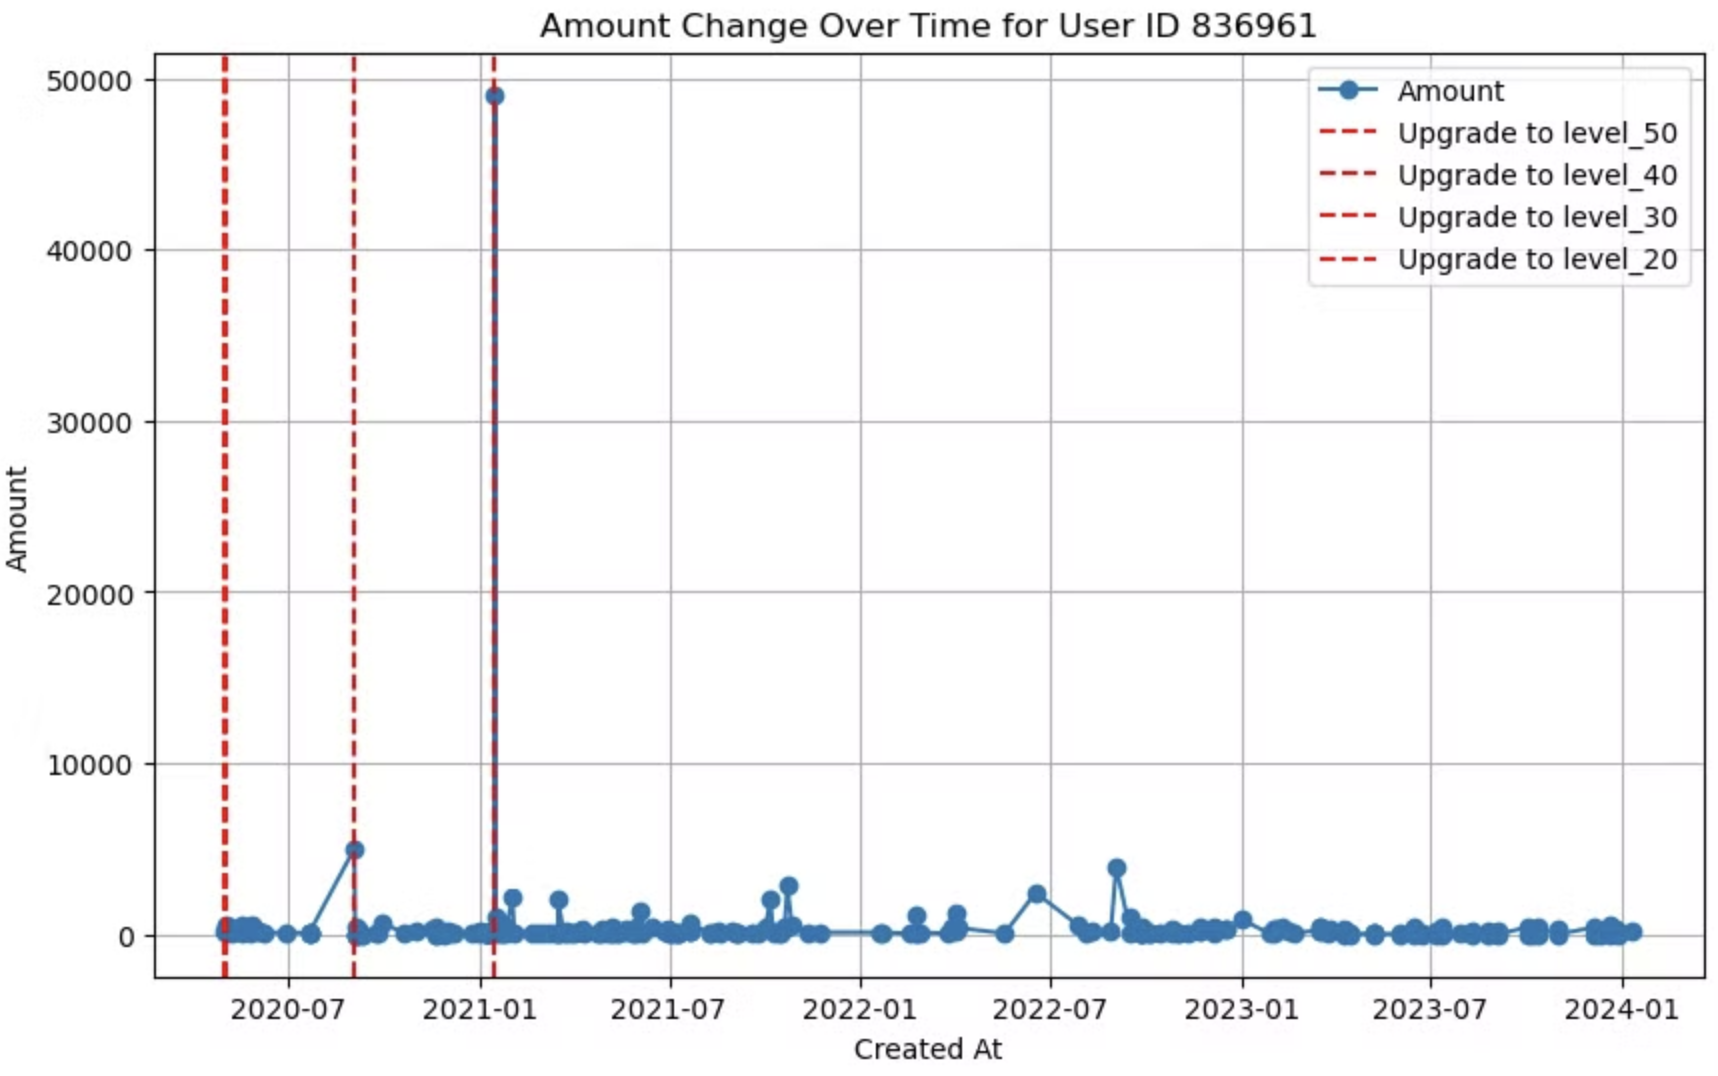 Amount Change Over Time for User ID 836961
50000
40000
30000
20000
10000
0
Amount
Amount
Upgrade to level_50
Upgrade to level_40
Upgrade to level_30
Upgrade to level_20
2020-07 2021-01 2021-07 2022-01 2022-07 2023-01 2023-07 2024-01
Created At